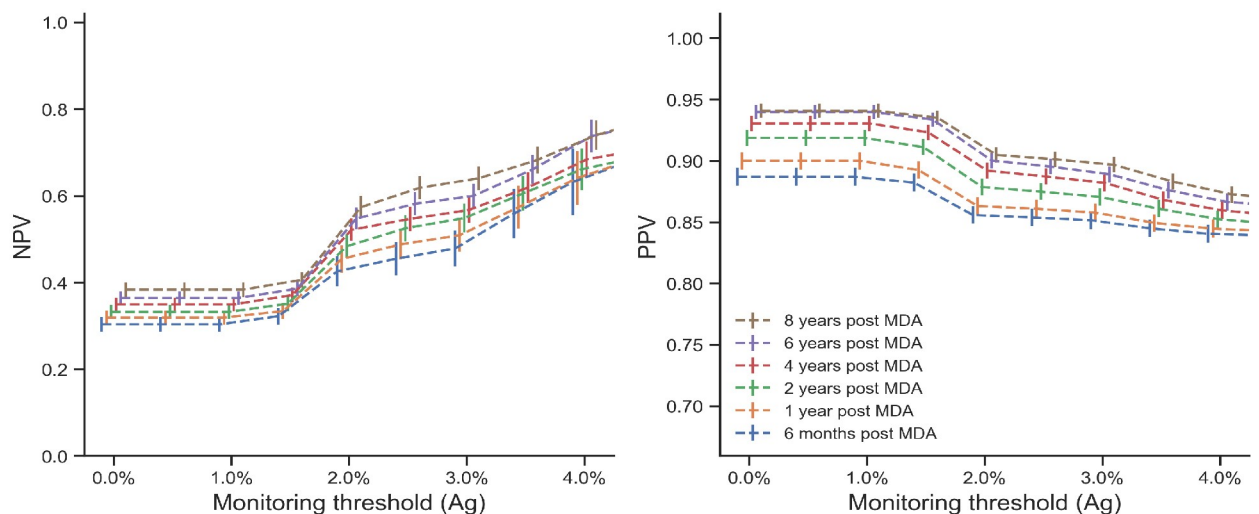 NPV
1.0
0.8
0.6
0.4
0.2
0.0
0.0%
1.0%
2.0%
3.0%
4.0%
Monitoring threshold (Ag)
PPV
1.00
0.95
0.90
0.85
0.80
0.75
0.70
8 years post MDA
6 years post MDA
4 years post MDA
2 years post MDA
1 year post MDA
6 months post MDA
0.0%
1.0%
2.0%
3.0%
4.0%
Monitoring threshold (Ag)